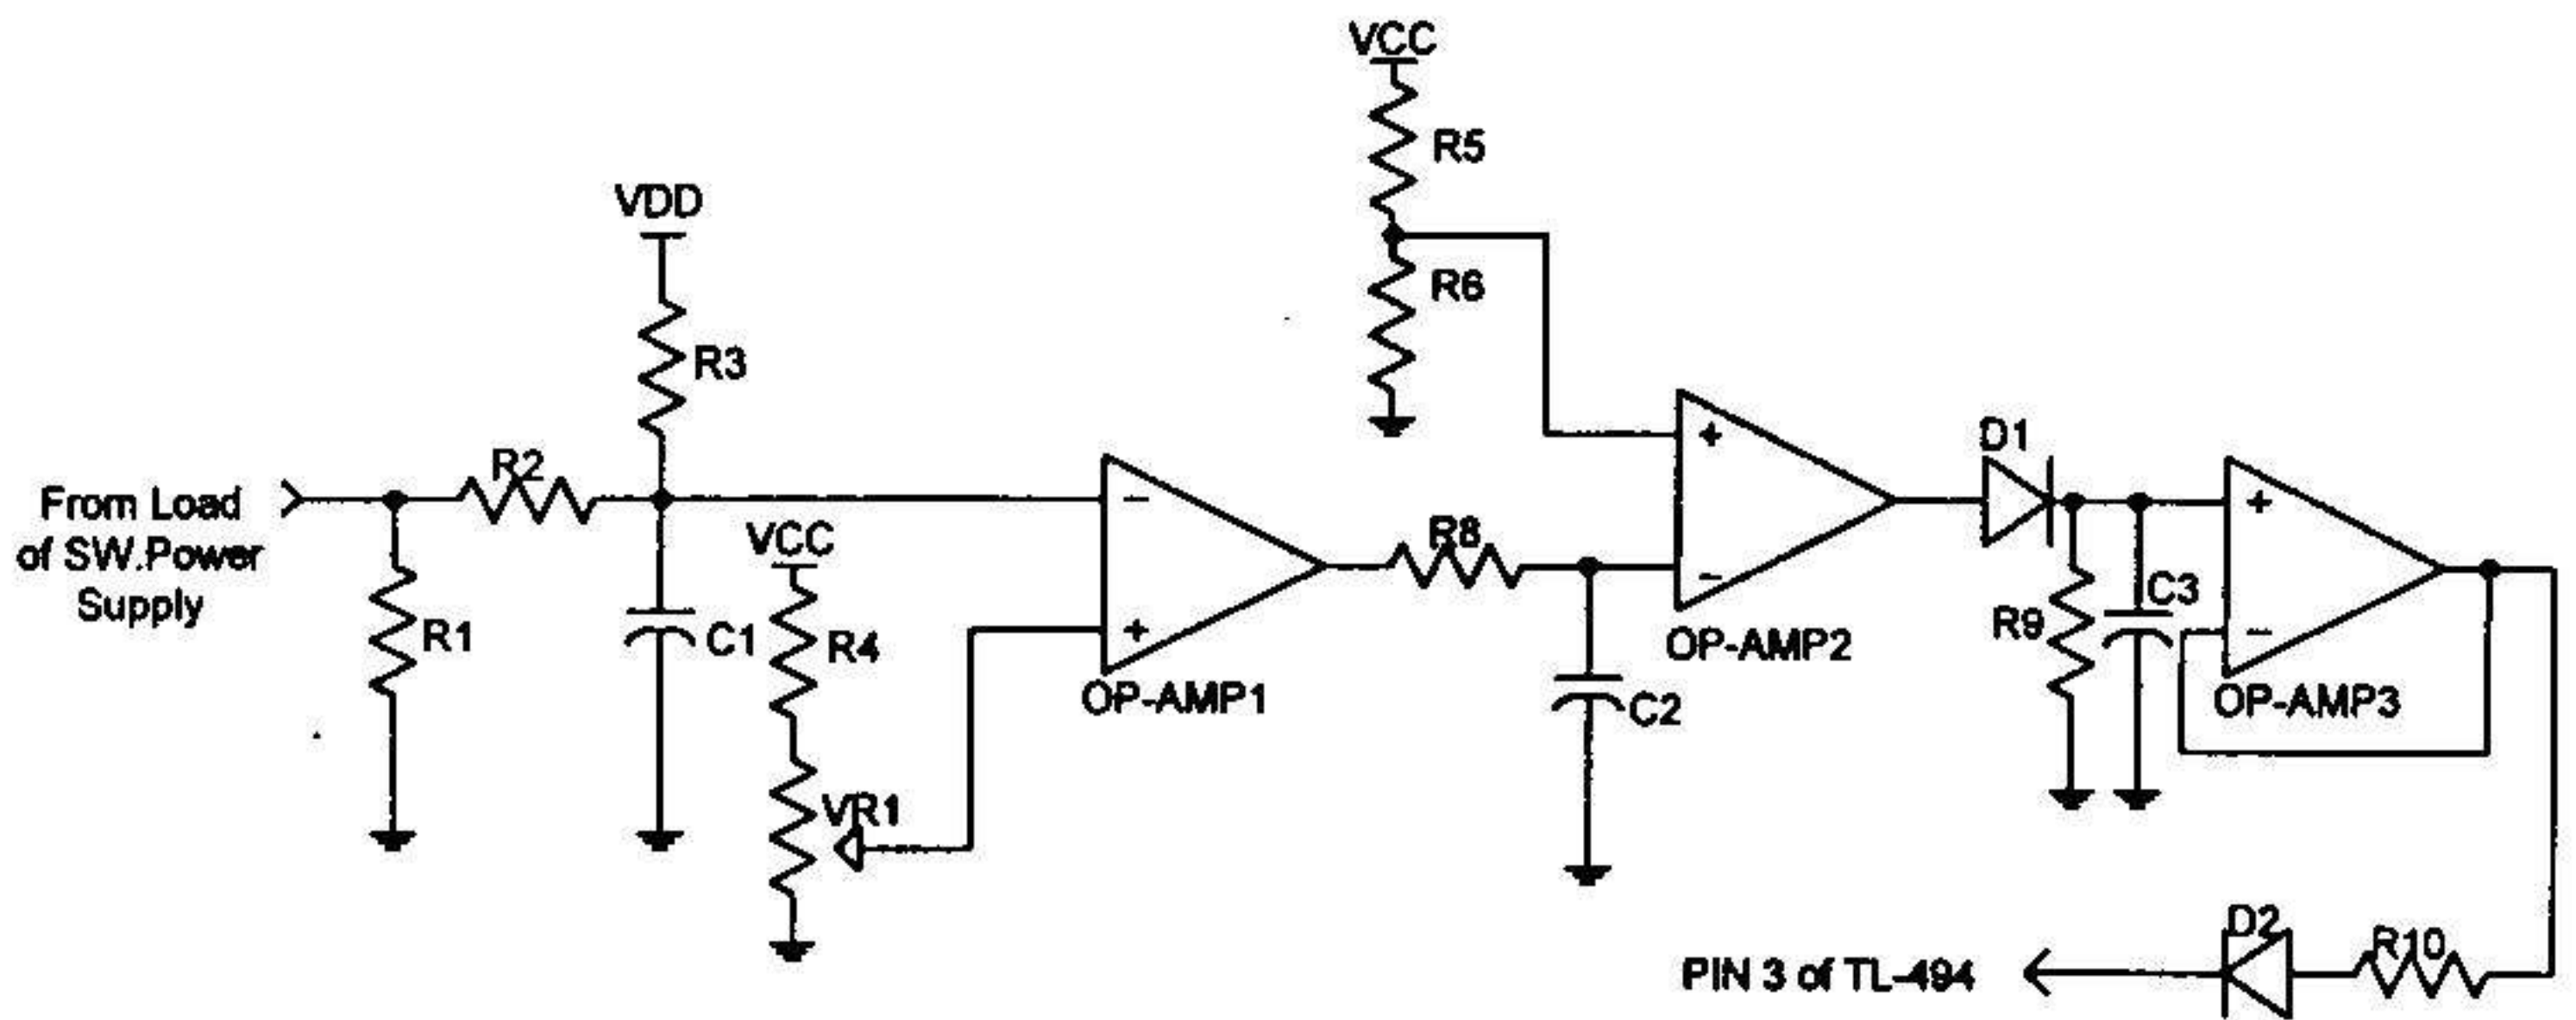 VCC
R5
VDD
R6
R3
R2
D1
From Load
of SW.Power
Supply
−
+
+
VCC
R8
−
C3
R1
C1
R4
+
OP-AMP2
R9
−
OP-AMP1
C2
OP-AMP3
VR1
D2
R10
PIN 3 of TL-494